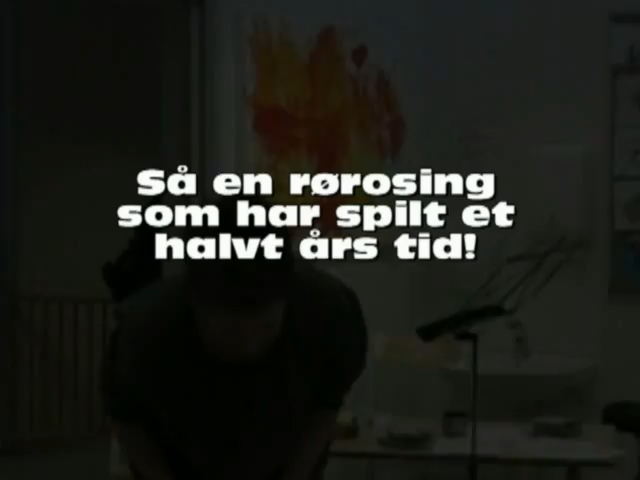 Så en rørosing
som har spilt et
halvt års tid!